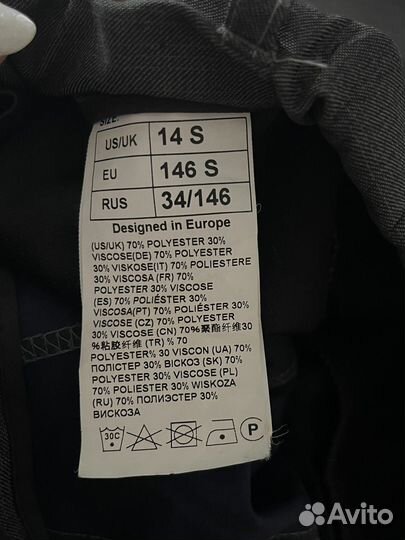 SIZE:
US/UK 14 S
EU 146 S
RUS 34/146
Designed in Europe
(US/UK) 70% POLYESTER 30%
VISCOSE(DE) 70% POLYESTER
30% VISKOSE(IT) 70% POLIESTERE
30% VISCOSA (FR) 70%
POLYESTER 30% VISCOSE
(ES) 70% POLIÉSTER 30%
VISCOSA(PT) 70% POLIÉSTER 30%
VISCOSE (CZ) 70% POLYESTER
30% VISCOSE (CN) 70%聚酯纤维30
%粘胶纤维 (TR) % 70
POLYESTER% 30 VISCON (UA) 70%
ПОЛІСТЕР 30% ВІСКОЗ (SK) 70%
POLYESTER 30% VISCOSE (PL)
70% POLIESTER 30% WISKOZA
(RU) 70% ПОЛИЭСТЕР 30%
ВИСКОЗА
30C P
Avito